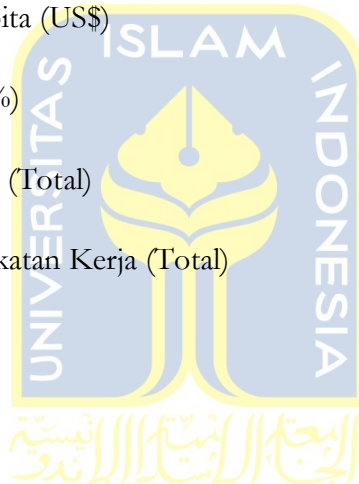 ita (US$)
%)
(Total)
katan Kerja (Total)
UNIVERSITAS
ISLAM
INDONESIA